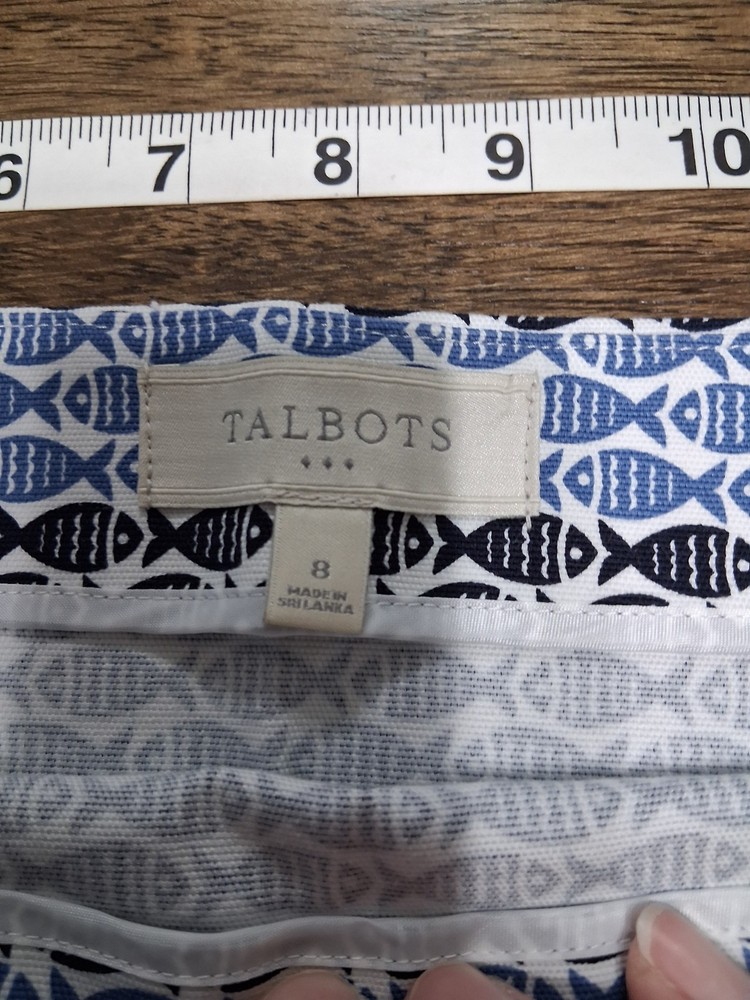 6 7 8 9 10
TALBOTS
8
MADE IN
SRI LANKA